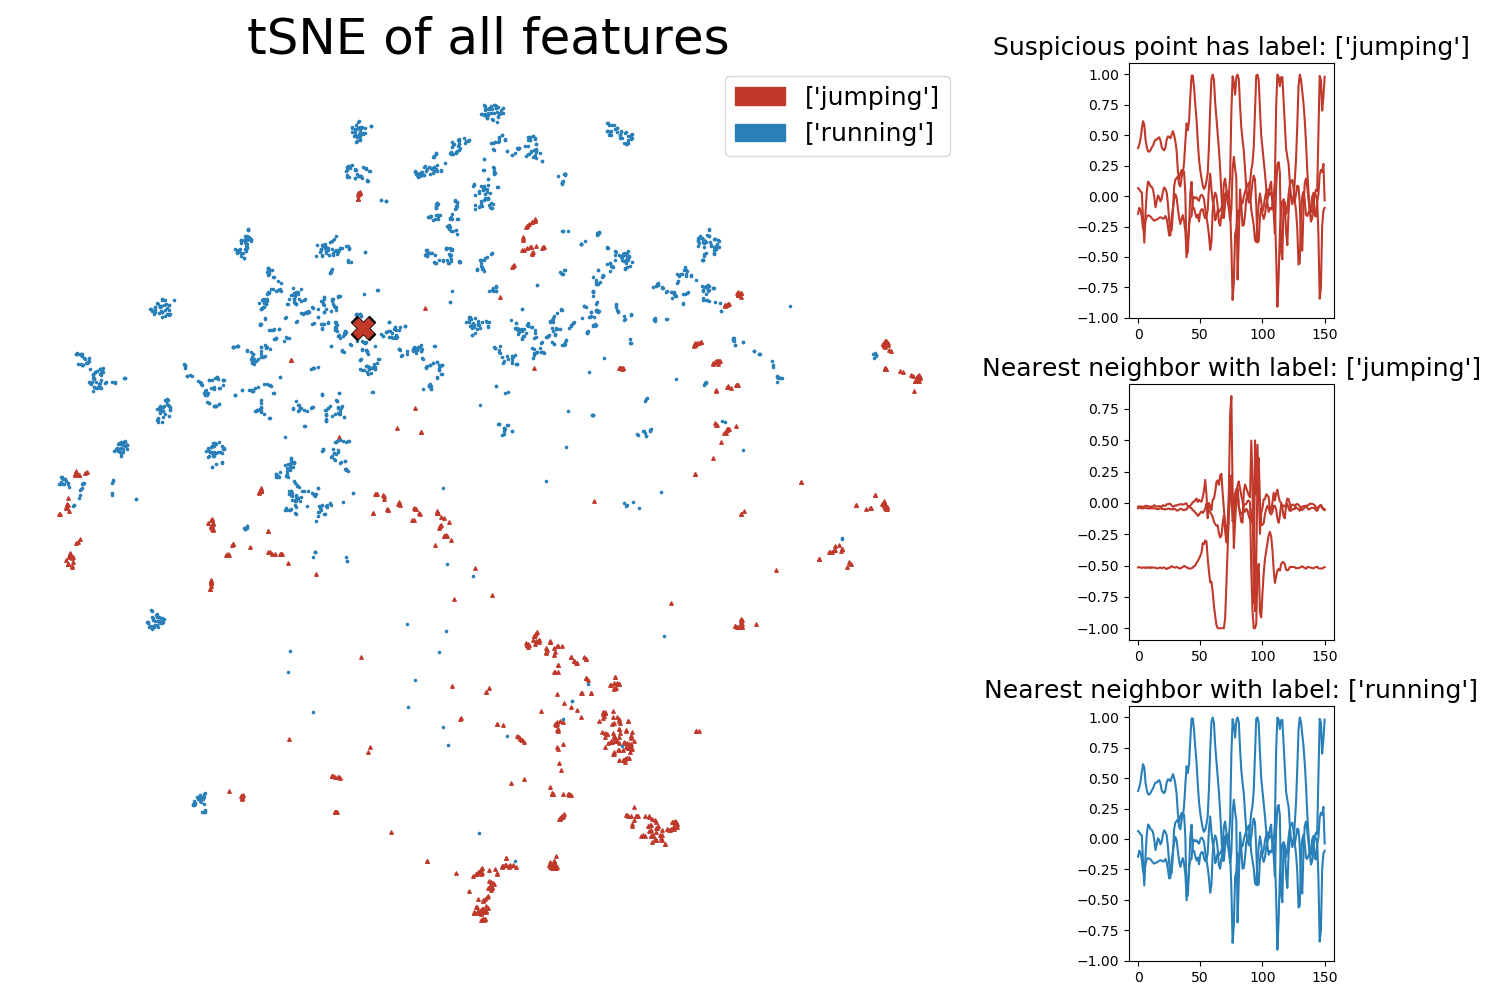 tSNE of all features
['jumping']
['running']
Suspicious point has label: ['jumping']
1.00
0.75
0.50
0.25
0.00
−0.25
−0.50
−0.75
−1.00
0 50 100 150
Nearest neighbor with label: ['jumping']
0.75
0.50
0.25
0.00
−0.25
−0.50
−0.75
−1.00
0 50 100 150
Nearest neighbor with label: ['running']
1.00
0.75
0.50
0.25
0.00
−0.25
−0.50
−0.75
−1.00
0 50 100 150